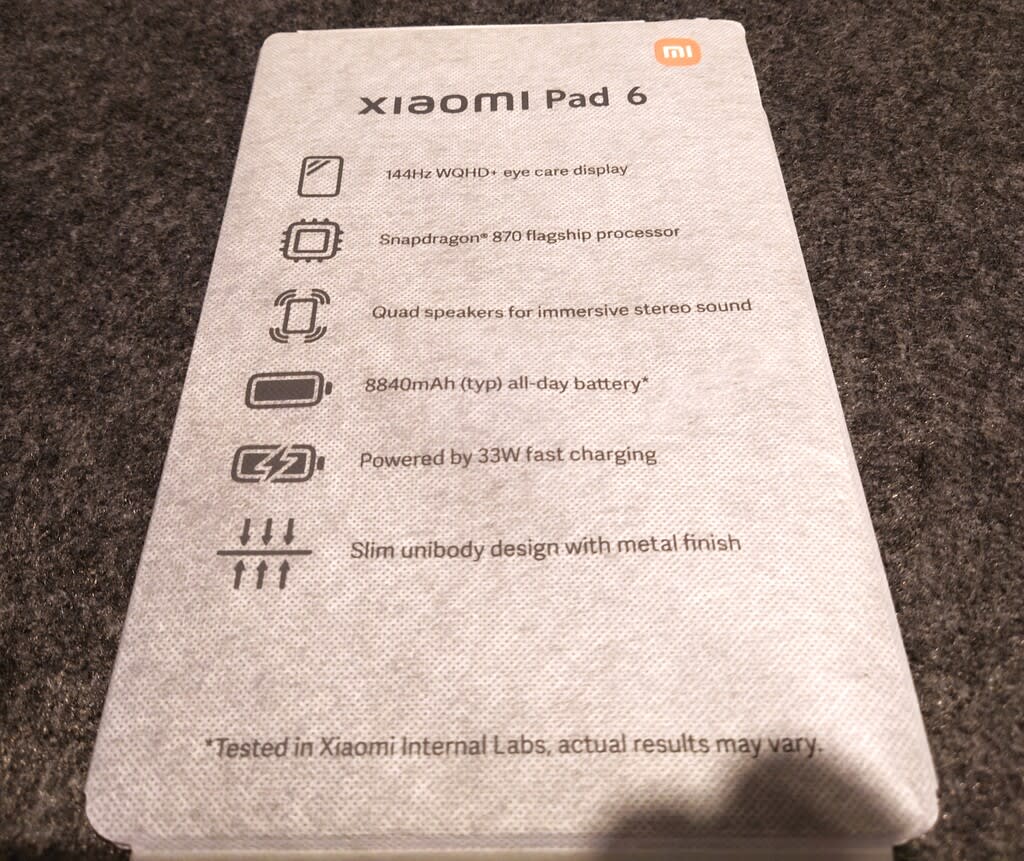 mi
xiaomi Pad 6
144Hz WQHD+ eye care display
Snapdragon® 870 flagship processor
Quad speakers for immersive stereo sound
8840mAh (typ) all-day battery*
Powered by 33W fast charging
Slim unibody design with metal finish
*Tested in Xiaomi Internal Labs, actual results may vary.